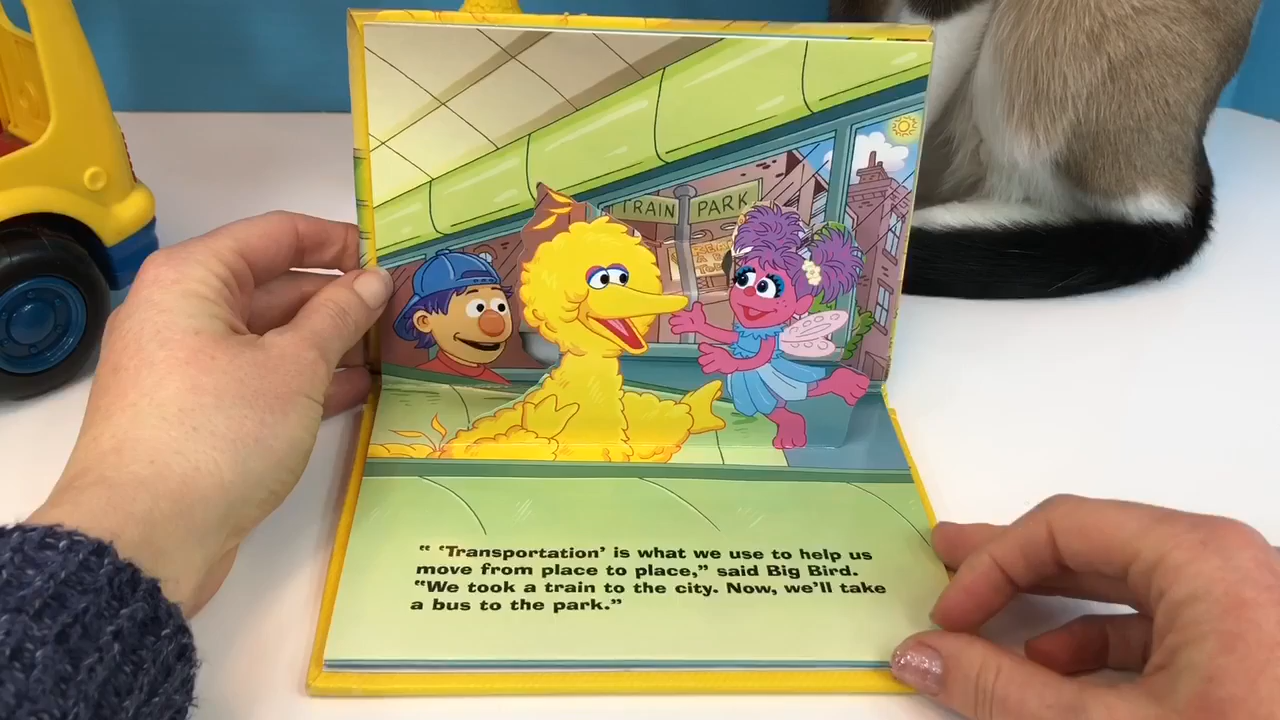 TRAIN PARK
“ ‘Transportation’ is what we use to help us
move from place to place,” said Big Bird.
“We took a train to the city. Now, we’ll take
a bus to the park.”